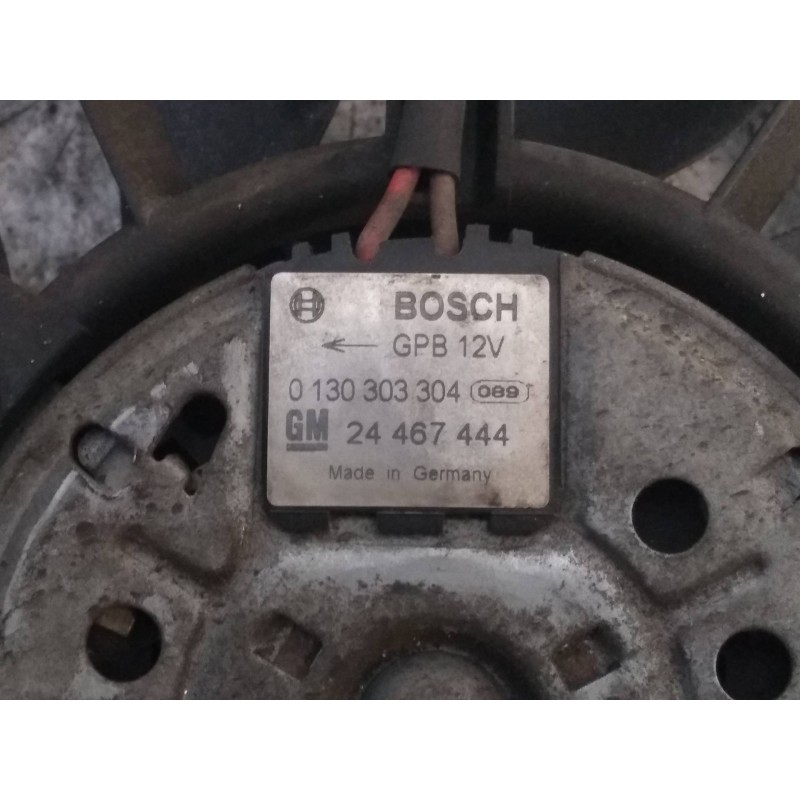 BOSCH
GPB 12V
0 130 303 304 089
GM 24 467 444
Made in Germany